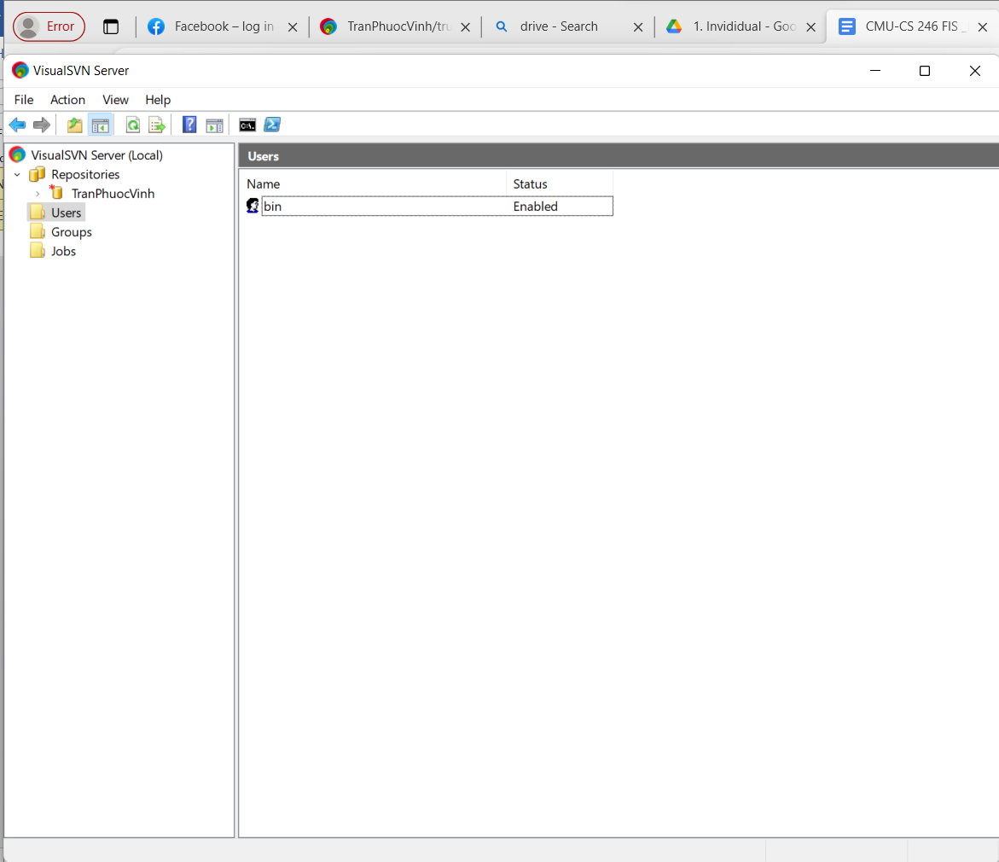 Error
Facebook – log in
TranPhuocVinh/tru
drive - Search
1. Invididual - Goo
CMU-CS 246 FIS _
VisualSVN Server
File Action View Help
C:\.
VisualSVN Server (Local)
Repositories
TranPhuocVinh
Users
Groups
Jobs
Users
Name Status
bin Enabled